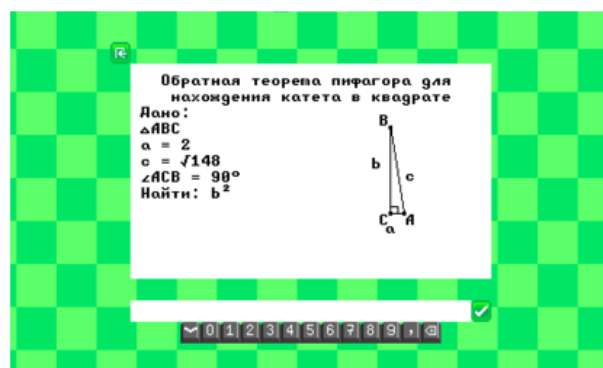 Обратная теорема пифагора для
нахождения катета в квадрате
Дано:
△ABC
a = 2
c = √148
∠ACB = 90°
Найти: b²
B
b
c
C
A
a
0 1 2 3 4 5 6 7 8 9 ,